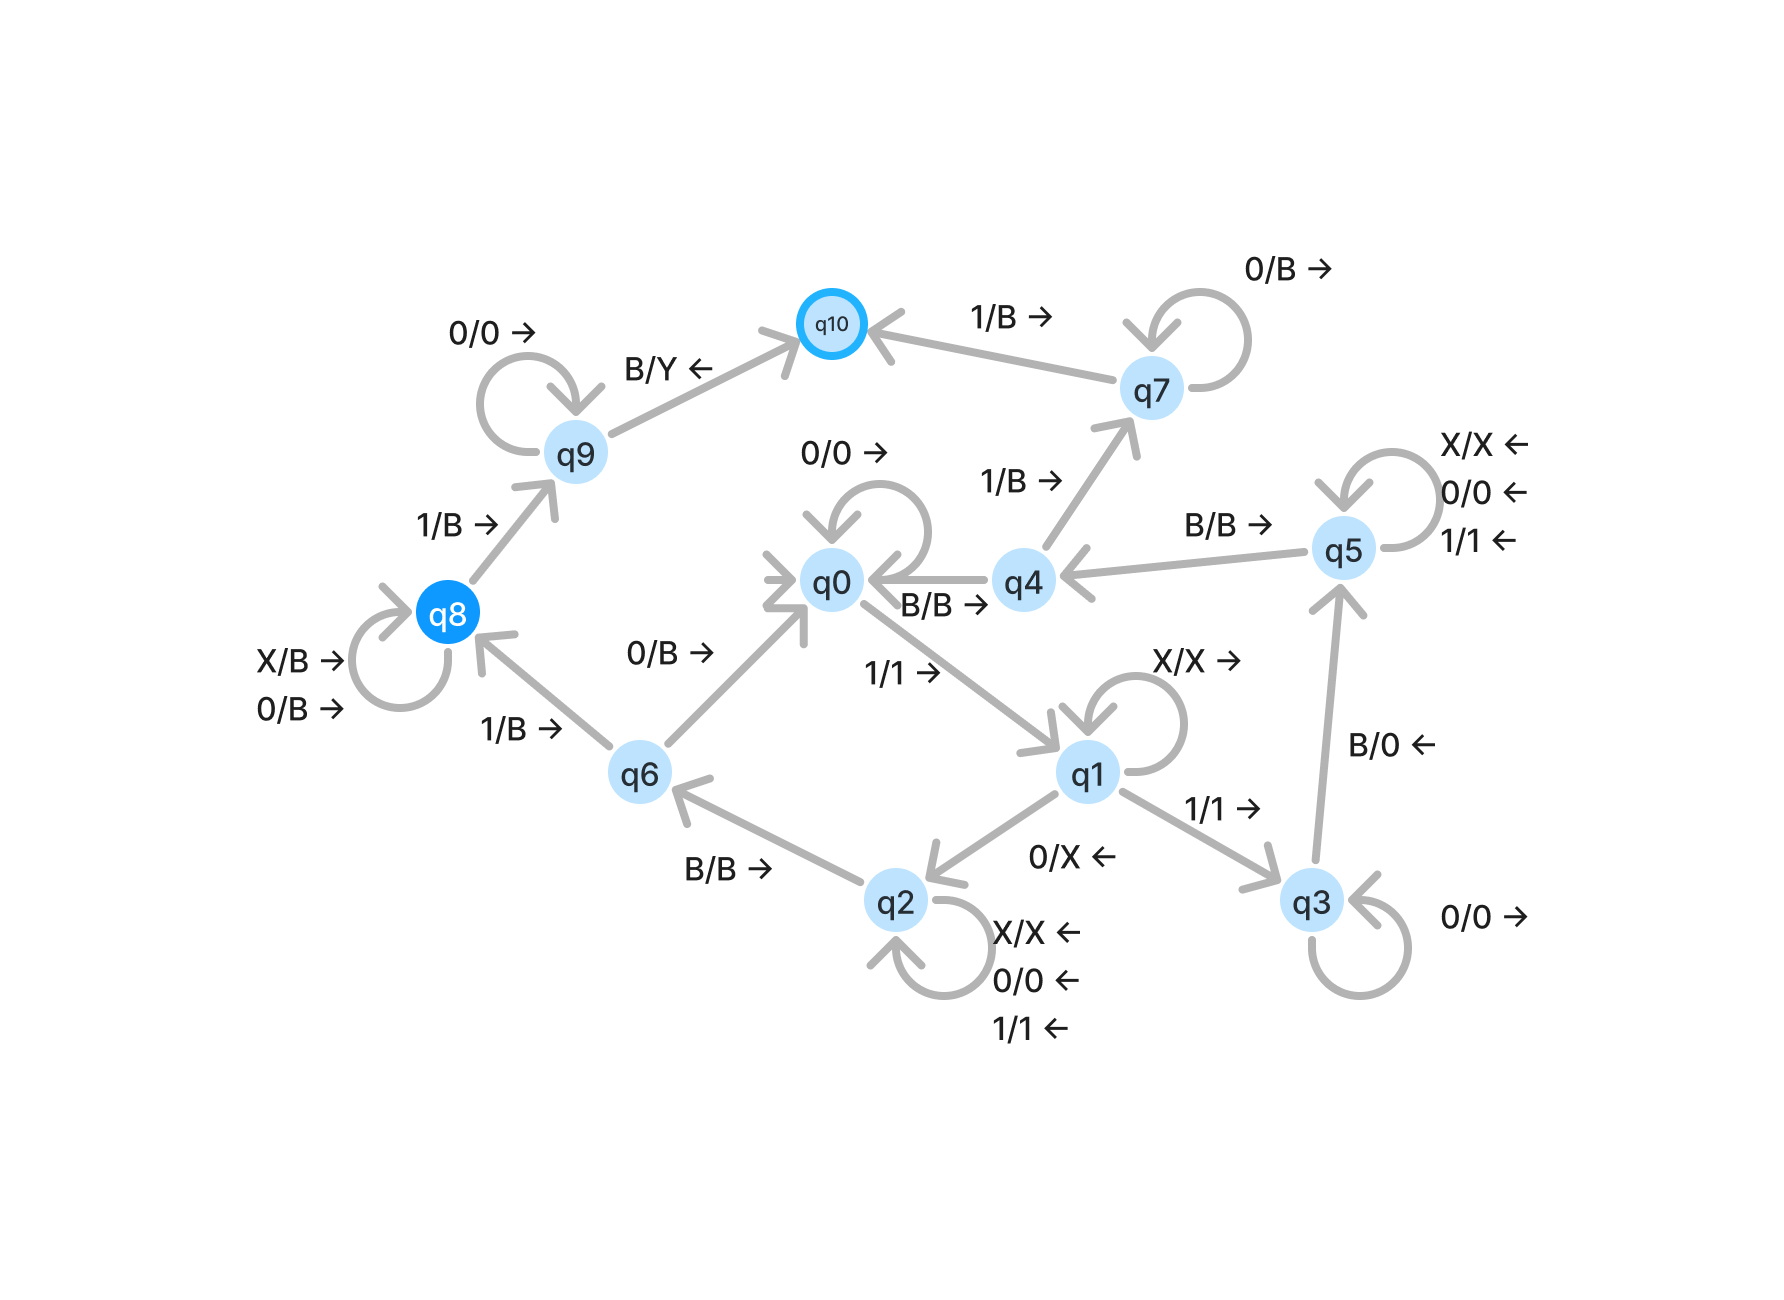 0/B →
q10
1/B →
0/0 →
B/Y ←
q7
X/X ←
0/0 ←
1/1 ←
q9
0/0 →
1/B →
1/B →
B/B →
q5
q8
q0
q4
B/B →
X/B →
0/B →
0/B →
1/1 →
X/X →
1/B →
q6
q1
B/0 ←
1/1 →
B/B →
0/X ←
q2
q3
0/0 →
X/X ←
0/0 ←
1/1 ←